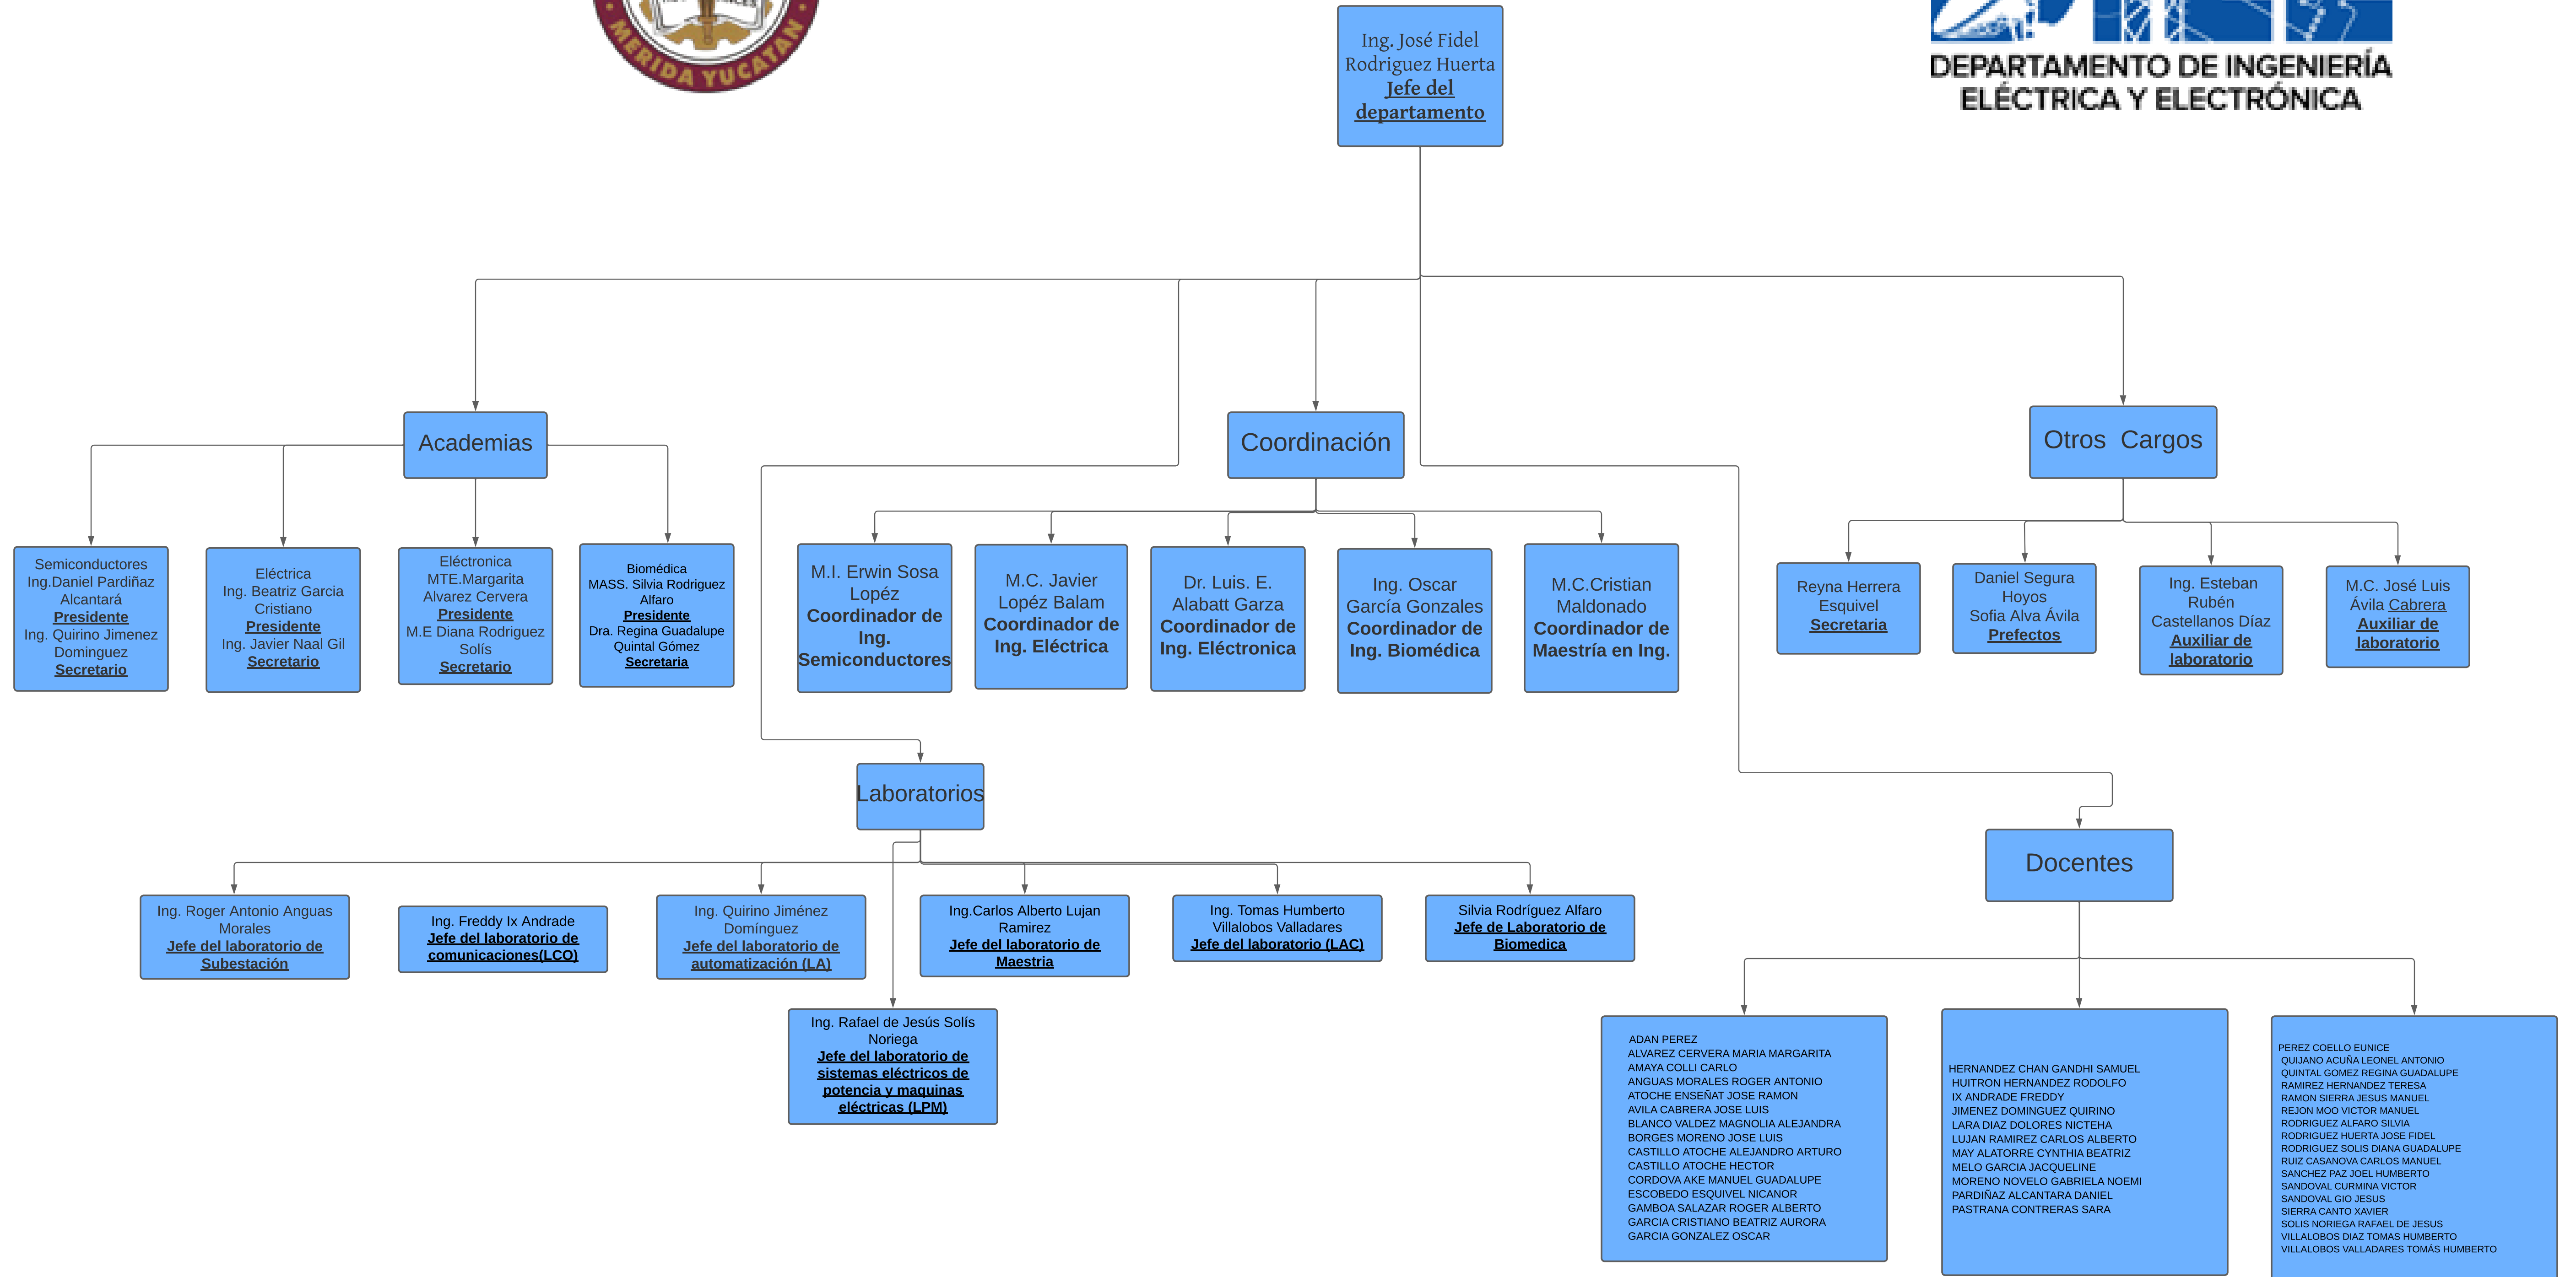 MERIDA YUCATAN
DEPARTAMENTO DE INGENIERÍA
ELÉCTRICA Y ELECTRÓNICA
Ing. José Fidel
Rodriguez Huerta
Jefe del
departamento
Academias
Coordinación
Otros  Cargos
Semiconductores
Ing.Daniel Pardiñaz
Alcantará
Presidente
Ing. Quirino Jimenez
Dominguez
Secretario
Eléctrica
Ing. Beatriz Garcia
Cristiano
Presidente
Ing. Javier Naal Gil
Secretario
Eléctronica
MTE.Margarita
Alvarez Cervera
Presidente
M.E Diana Rodriguez
Solís
Secretario
Biomédica
MASS. Silvia Rodriguez
Alfaro
Presidente
Dra. Regina Guadalupe
Quintal Gómez
Secretaria
M.I. Erwin Sosa
Lopéz
Coordinador de
Ing.
Semiconductores
M.C. Javier
Lopéz Balam
Coordinador de
Ing. Eléctrica
Dr. Luis. E.
Alabatt Garza
Coordinador de
Ing. Eléctronica
Ing. Oscar
García Gonzales
Coordinador de
Ing. Biomédica
M.C.Cristian
Maldonado
Coordinador de
Maestría en Ing.
Reyna Herrera
Esquivel
Secretaria
Daniel Segura
Hoyos
Sofia Alva Ávila
Prefectos
Ing. Esteban
Rubén
Castellanos Díaz
Auxiliar de
laboratorio
M.C. José Luis
Ávila Cabrera
Auxiliar de
laboratorio
Laboratorios
Docentes
Ing. Roger Antonio Anguas
Morales
Jefe del laboratorio de
Subestación
Ing. Freddy Ix Andrade
Jefe del laboratorio de
comunicaciones(LCO)
Ing. Quirino Jiménez
Domínguez
Jefe del laboratorio de
automatización (LA)
Ing.Carlos Alberto Lujan
Ramirez
Jefe del laboratorio de
Maestria
Ing. Tomas Humberto
Villalobos Valladares
Jefe del laboratorio (LAC)
Silvia Rodríguez Alfaro
Jefe de Laboratorio de
Biomedica
Ing. Rafael de Jesús Solís
Noriega
Jefe del laboratorio de
sistemas eléctricos de
potencia y maquinas
eléctricas (LPM)
ADAN PEREZ
ALVAREZ CERVERA MARIA MARGARITA
AMAYA COLLI CARLO
ANGUAS MORALES ROGER ANTONIO
ATOCHE ENSEÑAT JOSE RAMON
AVILA CABRERA JOSE LUIS
BLANCO VALDEZ MAGNOLIA ALEJANDRA
BORGES MORENO JOSE LUIS
CASTILLO ATOCHE ALEJANDRO ARTURO
CASTILLO ATOCHE HECTOR
CORDOVA AKE MANUEL GUADALUPE
ESCOBEDO ESQUIVEL NICANOR
GAMBOA SALAZAR ROGER ALBERTO
GARCIA CRISTIANO BEATRIZ AURORA
GARCIA GONZALEZ OSCAR
HERNANDEZ CHAN GANDHI SAMUEL
HUITRON HERNANDEZ RODOLFO
IX ANDRADE FREDDY
JIMENEZ DOMINGUEZ QUIRINO
LARA DIAZ DOLORES NICTEHA
LUJAN RAMIREZ CARLOS ALBERTO
MAY ALATORRE CYNTHIA BEATRIZ
MELO GARCIA JACQUELINE
MORENO NOVELO GABRIELA NOEMI
PARDIÑAZ ALCANTARA DANIEL
PASTRANA CONTRERAS SARA
PEREZ COELLO EUNICE
QUIJANO ACUÑA LEONEL ANTONIO
QUINTAL GOMEZ REGINA GUADALUPE
RAMIREZ HERNANDEZ TERESA
RAMON SIERRA JESUS MANUEL
REJON MOO VICTOR MANUEL
RODRIGUEZ ALFARO SILVIA
RODRIGUEZ HUERTA JOSE FIDEL
RODRIGUEZ SOLIS DIANA GUADALUPE
RUIZ CASANOVA CARLOS MANUEL
SANCHEZ PAZ JOEL HUMBERTO
SANDOVAL CURMINA VICTOR
SANDOVAL GIO JESUS
SIERRA CANTO XAVIER
SOLIS NORIEGA RAFAEL DE JESUS
VILLALOBOS DIAZ TOMAS HUMBERTO
VILLALOBOS VALLADARES TOMÁS HUMBERTO